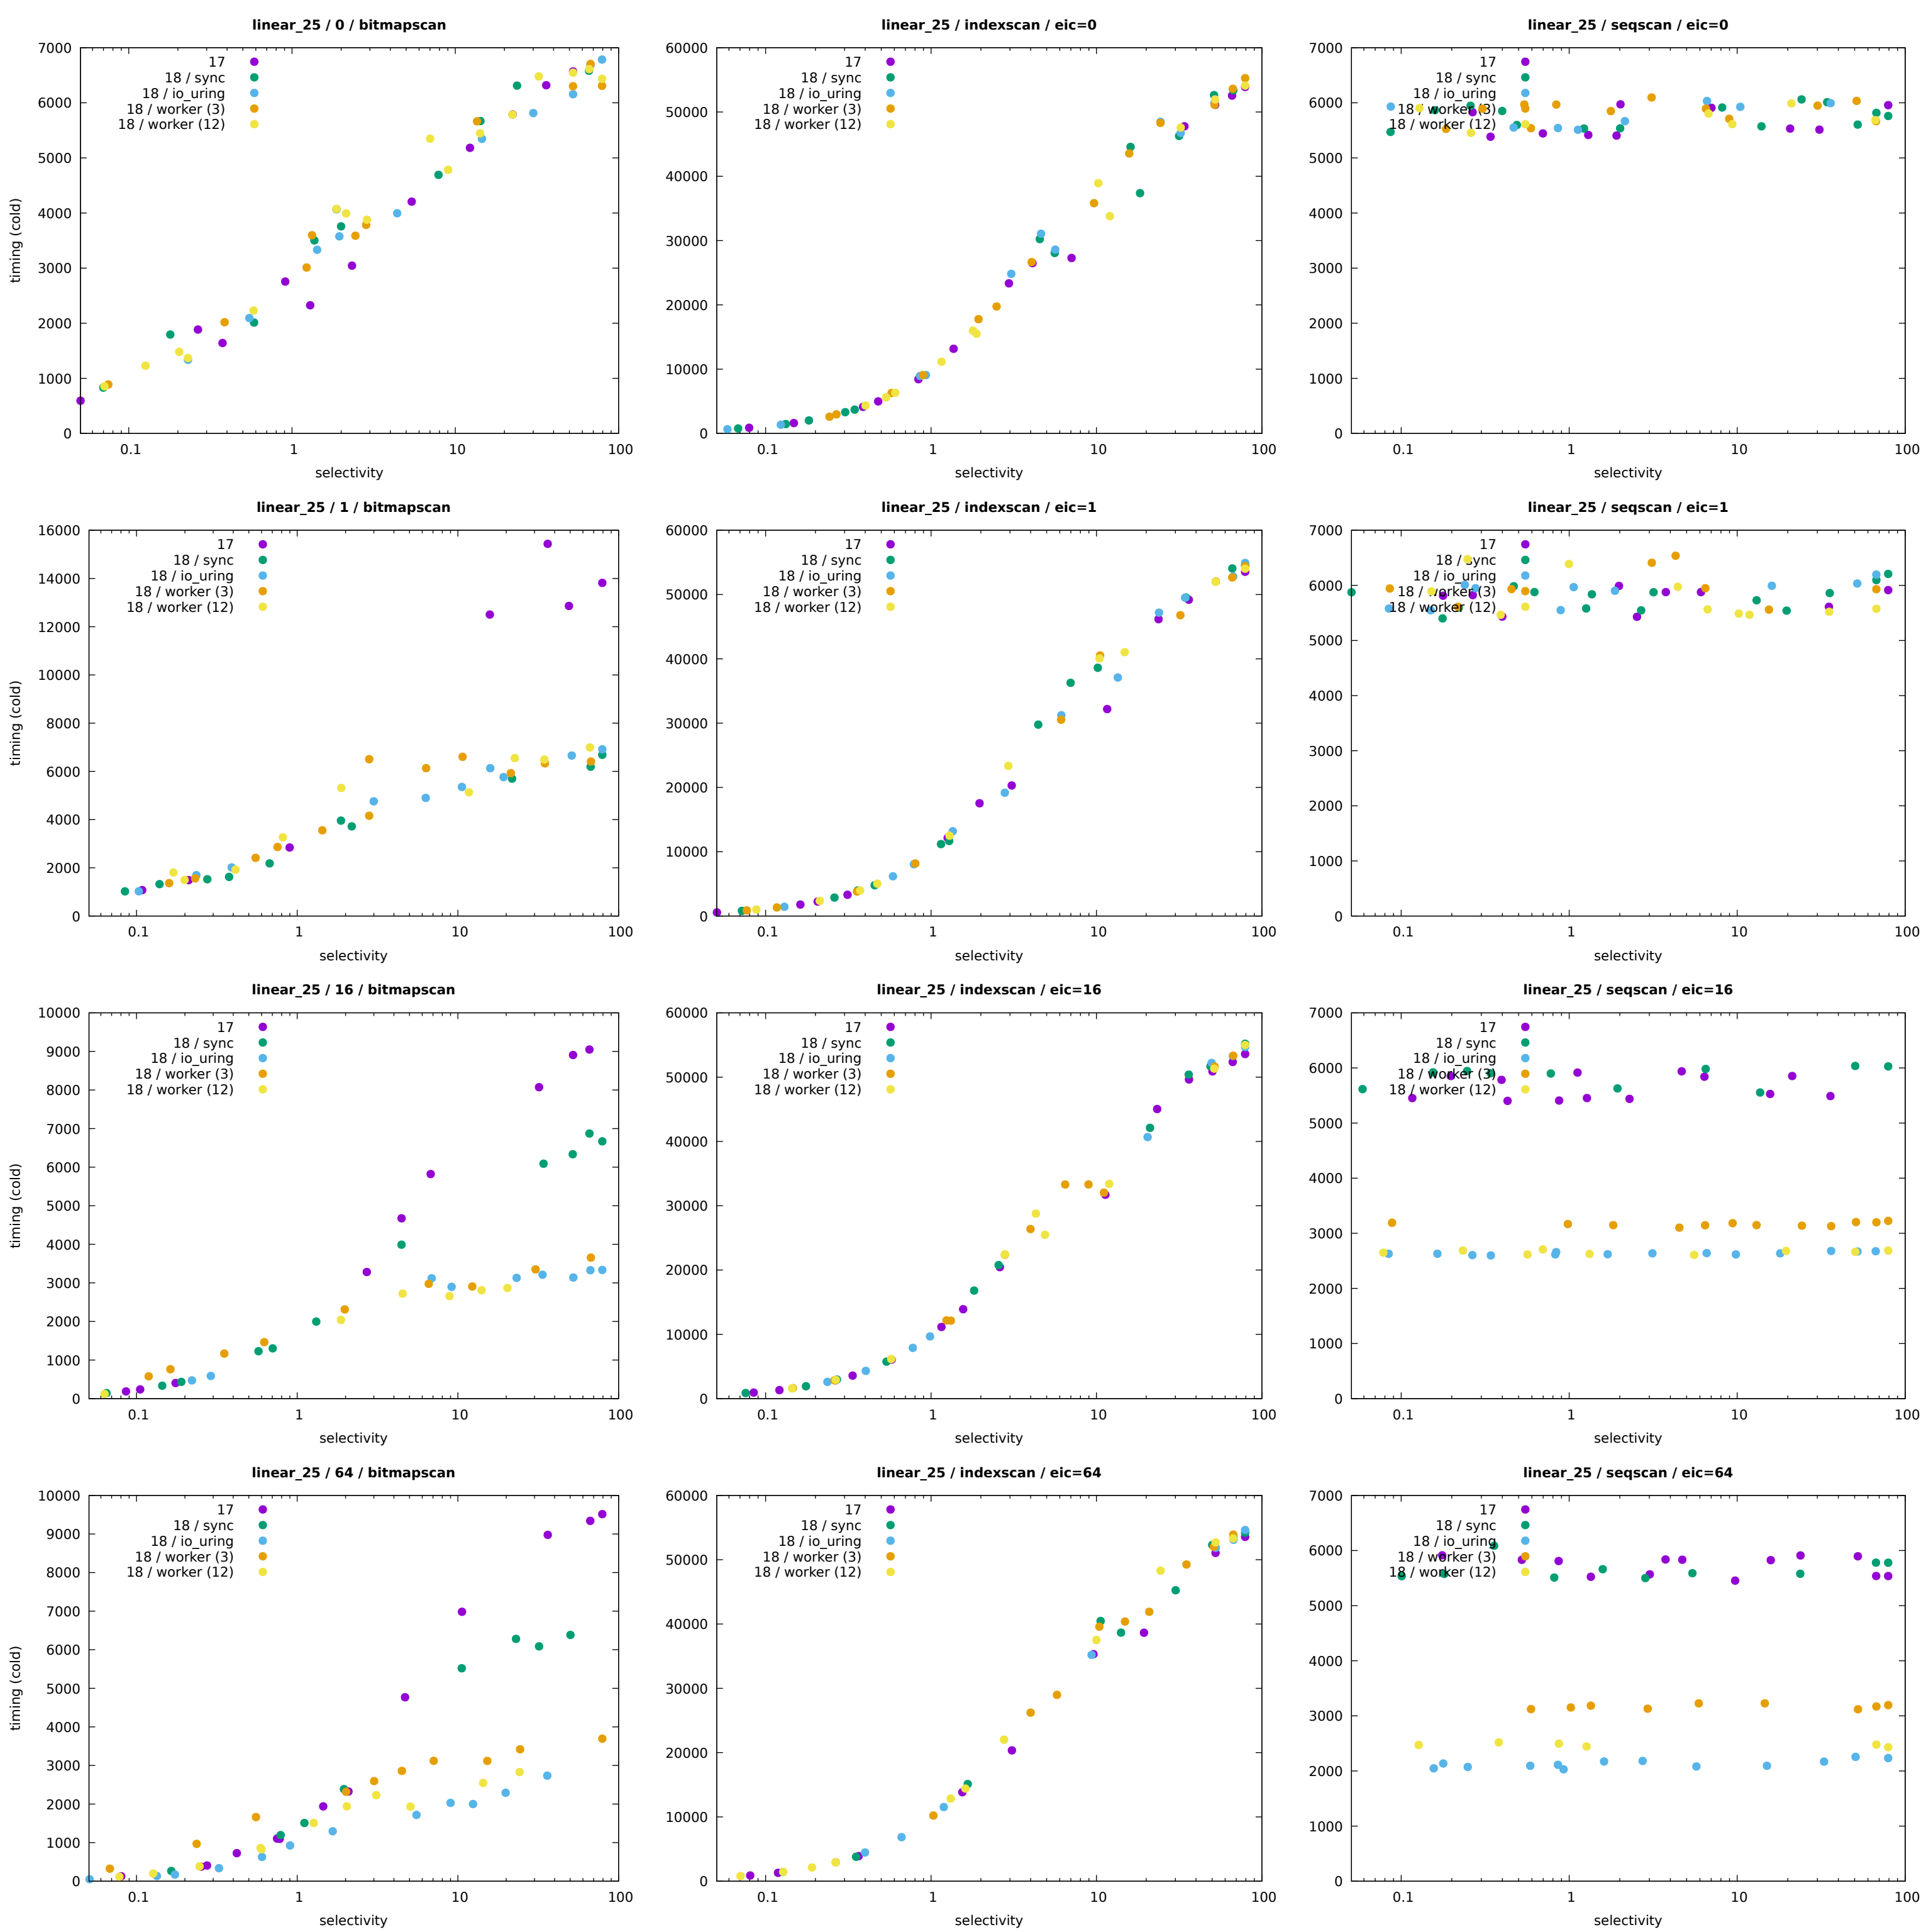 linear_25 / 0 / bitmapscan
7000
6000
5000
4000
3000
2000
1000
0
timing (cold)
17
18 / sync
18 / io_uring
18 / worker (3)
18 / worker (12)
0.1 1 10 100
selectivity
linear_25 / indexscan / eic=0
60000
50000
40000
30000
20000
10000
0
17
18 / sync
18 / io_uring
18 / worker (3)
18 / worker (12)
0.1 1 10 100
selectivity
linear_25 / seqscan / eic=0
7000
6000
5000
4000
3000
2000
1000
0
17
18 / sync
18 / io_uring
18 / worker (3)
18 / worker (12)
0.1 1 10 100
selectivity
linear_25 / 1 / bitmapscan
16000
14000
12000
10000
8000
6000
4000
2000
0
timing (cold)
17
18 / sync
18 / io_uring
18 / worker (3)
18 / worker (12)
0.1 1 10 100
selectivity
linear_25 / indexscan / eic=1
60000
50000
40000
30000
20000
10000
0
17
18 / sync
18 / io_uring
18 / worker (3)
18 / worker (12)
0.1 1 10 100
selectivity
linear_25 / seqscan / eic=1
7000
6000
5000
4000
3000
2000
1000
0
17
18 / sync
18 / io_uring
18 / worker (3)
18 / worker (12)
0.1 1 10 100
selectivity
linear_25 / 16 / bitmapscan
10000
9000
8000
7000
6000
5000
4000
3000
2000
1000
0
timing (cold)
17
18 / sync
18 / io_uring
18 / worker (3)
18 / worker (12)
0.1 1 10 100
selectivity
linear_25 / indexscan / eic=16
60000
50000
40000
30000
20000
10000
0
17
18 / sync
18 / io_uring
18 / worker (3)
18 / worker (12)
0.1 1 10 100
selectivity
linear_25 / seqscan / eic=16
7000
6000
5000
4000
3000
2000
1000
0
17
18 / sync
18 / io_uring
18 / worker (3)
18 / worker (12)
0.1 1 10 100
selectivity
linear_25 / 64 / bitmapscan
10000
9000
8000
7000
6000
5000
4000
3000
2000
1000
0
timing (cold)
17
18 / sync
18 / io_uring
18 / worker (3)
18 / worker (12)
0.1 1 10 100
selectivity
linear_25 / indexscan / eic=64
60000
50000
40000
30000
20000
10000
0
17
18 / sync
18 / io_uring
18 / worker (3)
18 / worker (12)
0.1 1 10 100
selectivity
linear_25 / seqscan / eic=64
7000
6000
5000
4000
3000
2000
1000
0
17
18 / sync
18 / io_uring
18 / worker (3)
18 / worker (12)
0.1 1 10 100
selectivity